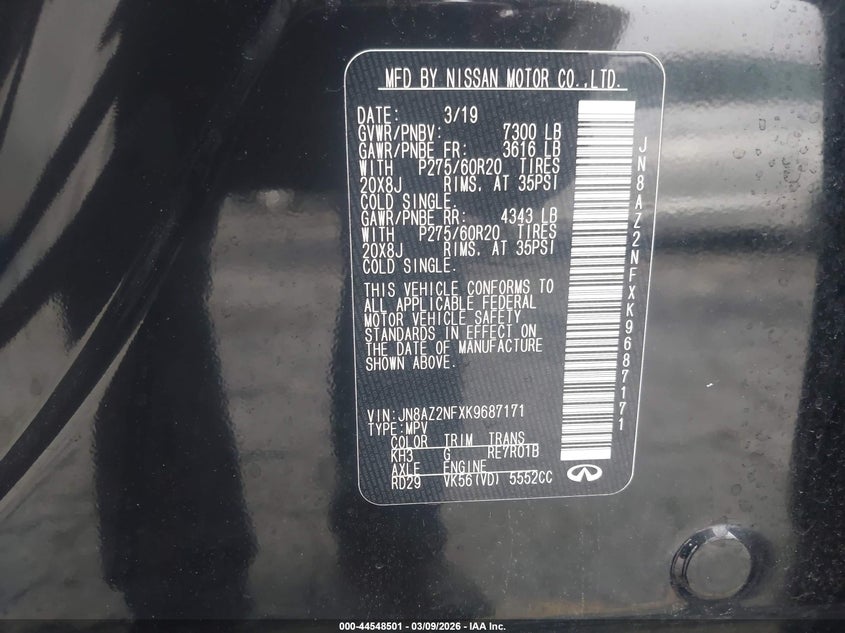 MFD BY NISSAN MOTOR CO.,LTD.
DATE: 3/19
GVWR/PNBV: 7300 LB
GAWR/PNBE FR: 3616 LB
WITH P275/60R20 TIRES
20X8J RIMS. AT 35PSI
COLD SINGLE.
GAWR/PNBE RR: 4343 LB
WITH P275/60R20 TIRES
20X8J RIMS. AT 35PSI
COLD SINGLE.
THIS VEHICLE CONFORMS TO
ALL APPLICABLE FEDERAL
MOTOR VEHICLE SAFETY
STANDARDS IN EFFECT ON
THE DATE OF MANUFACTURE
SHOWN ABOVE.
VIN:JN8AZ2NFXK9687171
TYPE:MPV
COLOR TRIM TRANS
KH3 G RE7R01B
AXLE ENGINE
RD29 VK56(VD) 5552CC
JN8AZ2NFXK9687171
000-44548501 - 03/09/2026 - IAA Inc.